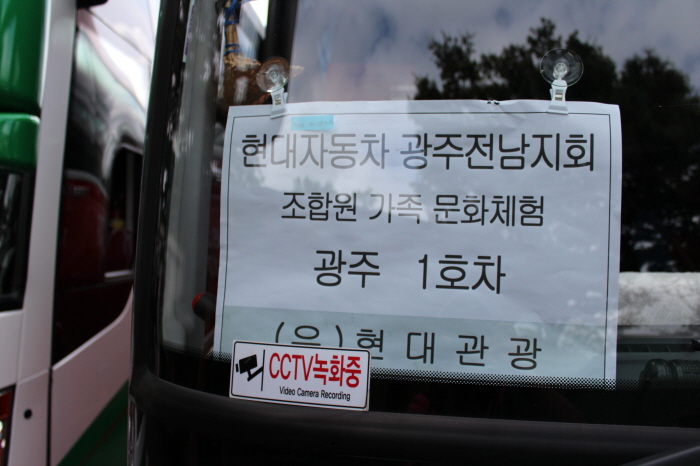 현대자동차 광주전남지회
조합원 가족 문화체험
광주 1호차
(유)현대관광
CCTV녹화중
Video Camera Recording